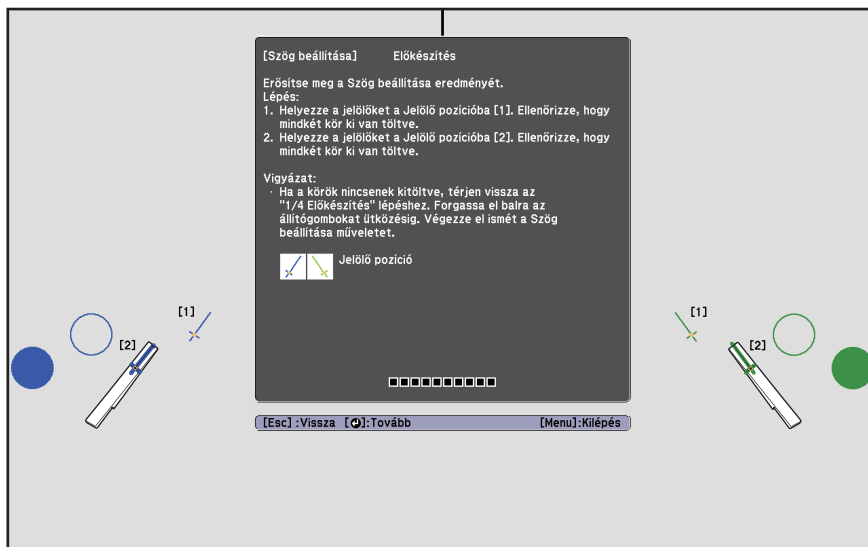 [Szög beállítása] Előkészítés
Erősítse meg a Szög beállítása eredményét.
Lépés:
1. Helyezze a jelölőket a Jelölő pozícióba [1]. Ellenőrizze, hogy
mindkét kör ki van töltve.
2. Helyezze a jelölőket a Jelölő pozícióba [2]. Ellenőrizze, hogy
mindkét kör ki van töltve.
Vigyázat:
· Ha a körök nincsenek kitöltve, térjen vissza az
"1/4 Előkészítés" lépéshez. Forgassa el balra az
állítógombokat ütközésig. Végezze el ismét a Szög
beállítása műveletet.
Jelölő pozíció
[1]
[2]
[1]
[2]
[Esc] :Vissza [↵]:Tovább [Menu]:Kilépés